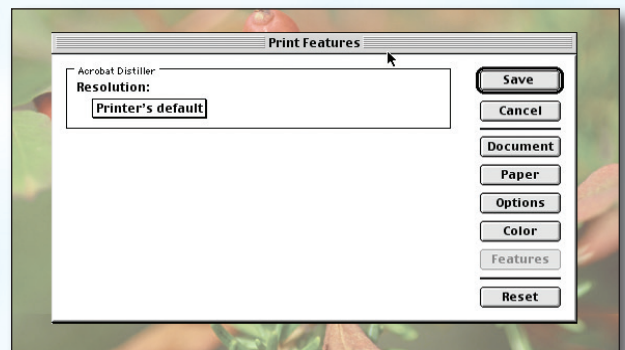 Print Features
Acrobat Distiller
Resolution:
Printer's default
Save
Cancel
Document
Paper
Options
Color
Features
Reset